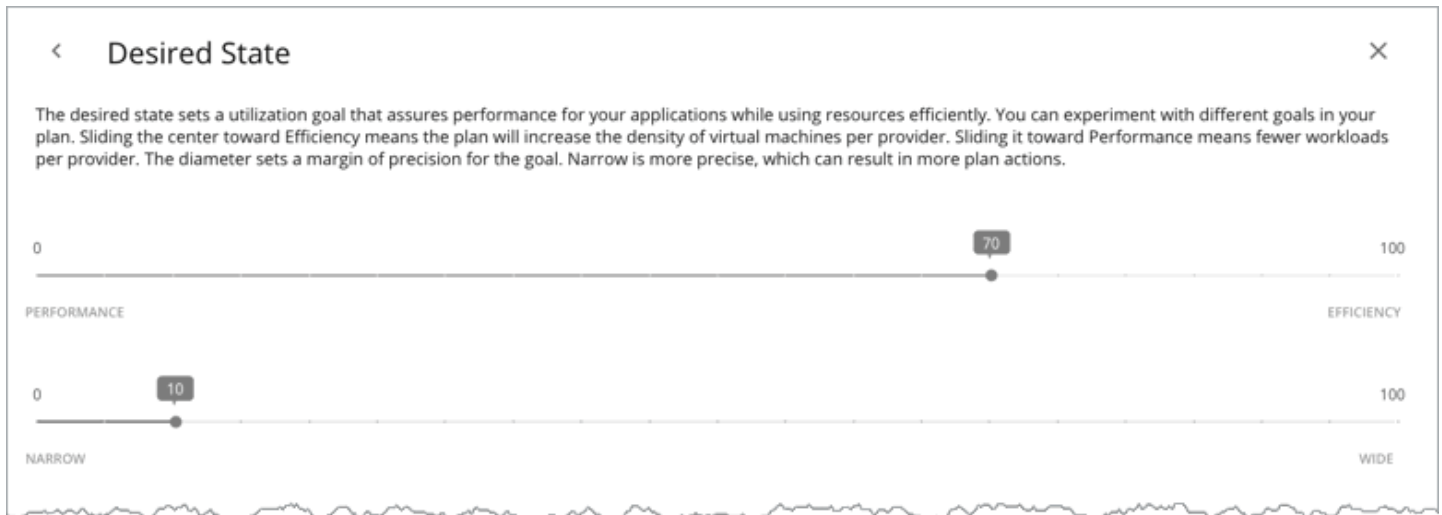 Desired State
The desired state sets a utilization goal that assures performance for your applications while using resources efficiently. You can experiment with different goals in your
plan. Sliding the center toward Efficiency means the plan will increase the density of virtual machines per provider. Sliding it toward Performance means fewer workloads
per provider. The diameter sets a margin of precision for the goal. Narrow is more precise, which can result in more plan actions.
0 70 100
PERFORMANCE EFFICIENCY
0 10 100
NARROW WIDE